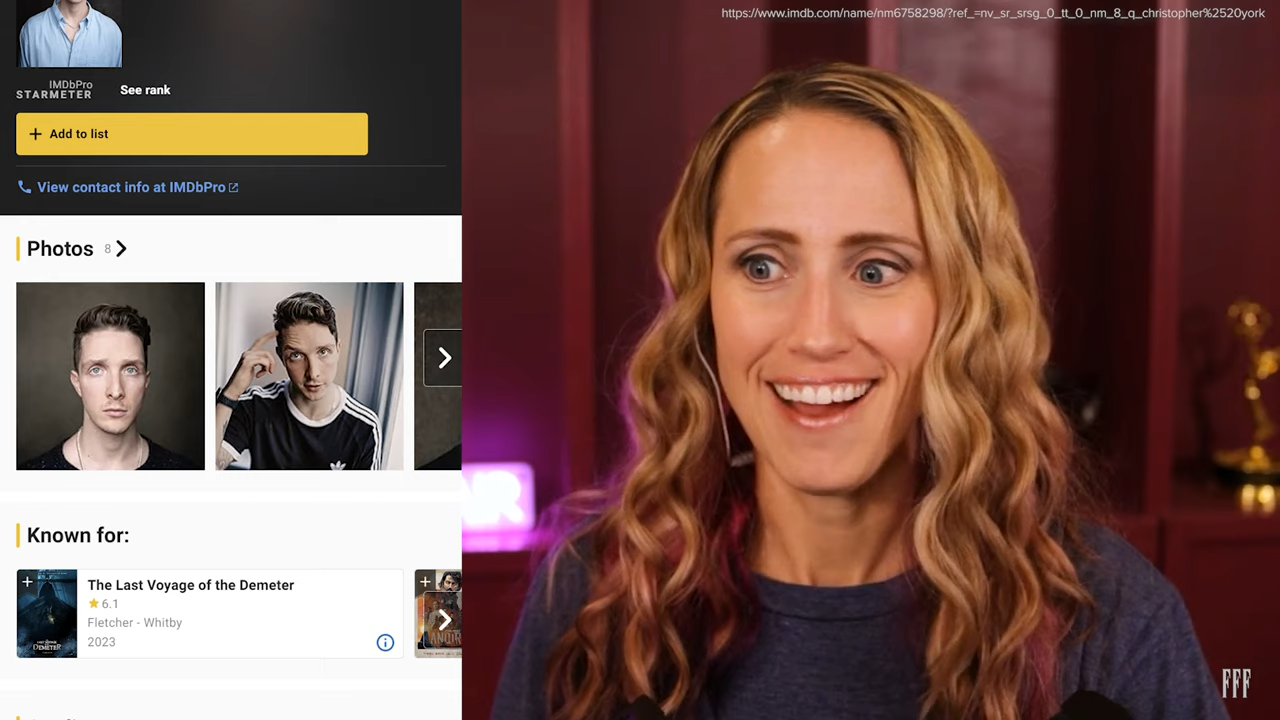 https://www.imdb.com/name/nm6758298/?ref_=nv_sr_srsg_0_tt_0_nm_8_q_christopher%2520york
IMDbPro
STARMETER
See rank
+ Add to list
View contact info at IMDbPro
Photos 8
Known for:
The Last Voyage of the Demeter
6.1
Fletcher - Whitby
2023
DEMETER
FFF